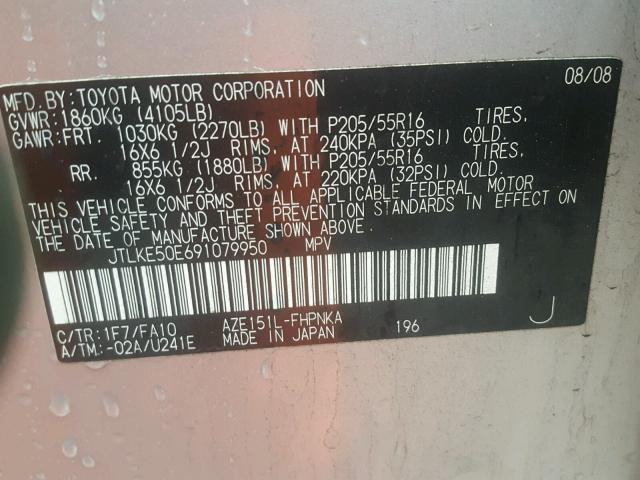 08/08
MFD. BY: TOYOTA MOTOR CORPORATION
GVWR: 1860KG (4105LB)
GAWR: FRT. 1030KG (2270LB) WITH P205/55R16 TIRES,
16X6 1/2J RIMS, AT 240KPA (35PSI) COLD.
RR. 855KG (1880LB) WITH P205/55R16 TIRES,
16X6 1/2J RIMS, AT 220KPA (32PSI) COLD.
THIS VEHICLE CONFORMS TO ALL APPLICABLE FEDERAL MOTOR
VEHICLE SAFETY AND THEFT PREVENTION STANDARDS IN EFFECT ON
THE DATE OF MANUFACTURE SHOWN ABOVE.
JTLKE50E691079950 MPV
C/TR: 1F7/FA10 AZE151L-FHPNKA 196 J
A/TM: -02A/U241E MADE IN JAPAN